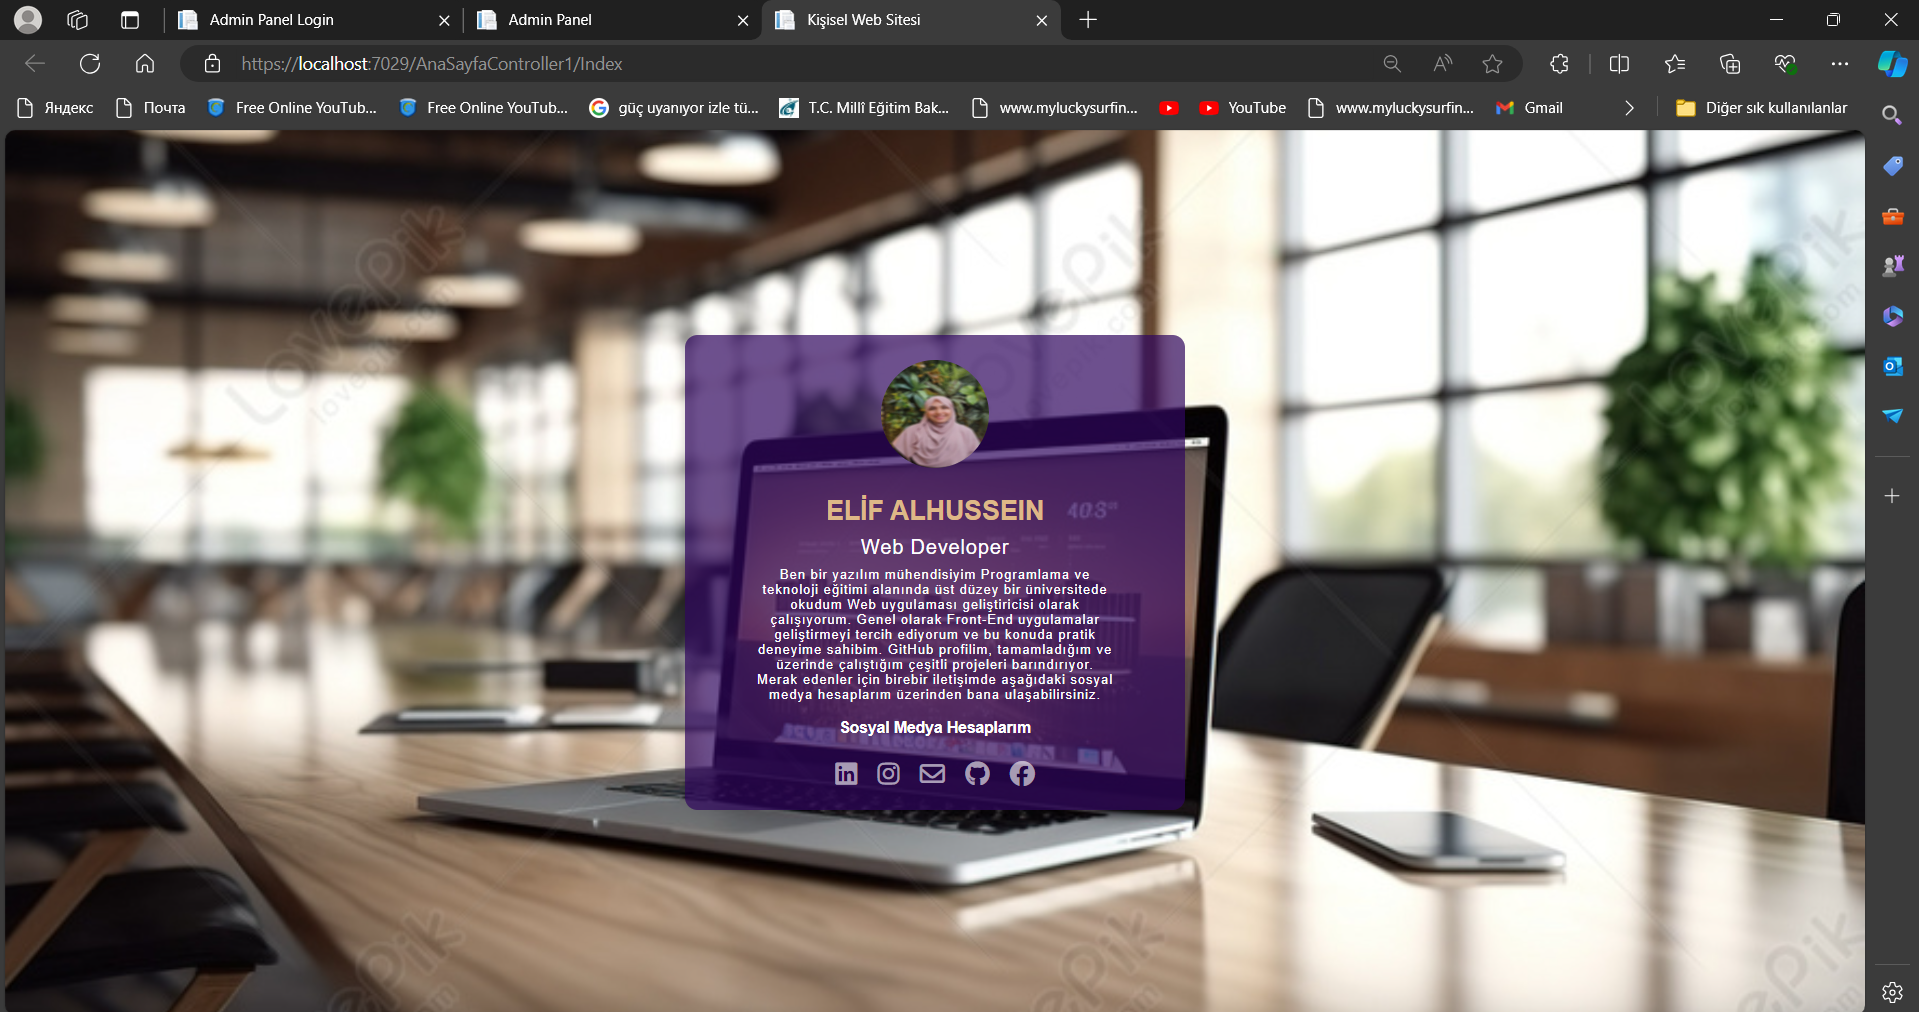 Admin Panel Login
Admin Panel
Kişisel Web Sitesi
https://localhost:7029/AnaSayfaController1/Index
Яндекс
Почта
Free Online YouTub...
Free Online YouTub...
güç uyanıyor izle tü...
T.C. Millî Eğitim Bak...
www.myluckysurfin...
YouTube
www.myluckysurfin...
Gmail
Diğer sık kullanılanlar
ELİF ALHUSSEIN
Web Developer
Ben bir yazılım mühendisiyim Programlama ve
teknoloji eğitimi alanında üst düzey bir üniversitede
okudum Web uygulaması geliştiricisi olarak
çalışıyorum. Genel olarak Front-End uygulamalar
geliştirmeyi tercih ediyorum ve bu konuda pratik
deneyime sahibim. GitHub profilim, tamamladığım ve
üzerinde çalıştığım çeşitli projeleri barındırıyor.
Merak edenler için birebir iletişimde aşağıdaki sosyal
medya hesaplarım üzerinden bana ulaşabilirsiniz.
Sosyal Medya Hesaplarım
Lovepik
lovepik.com